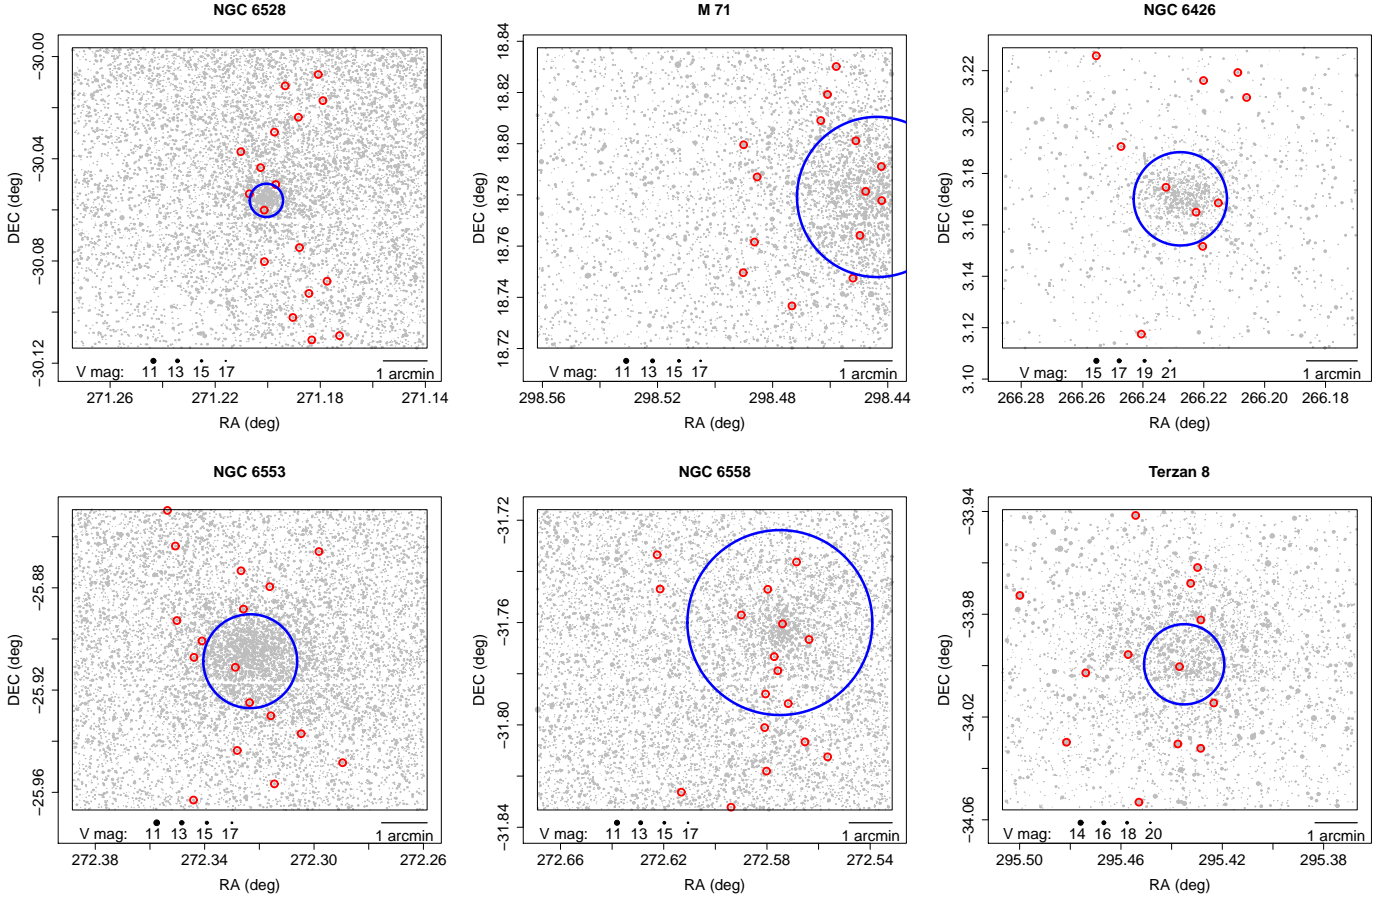 NGC 6528
−30.00
−30.04
−30.08
−30.12
DEC (deg)
V mag: 11 13 15 17
1 arcmin
271.26 271.22 271.18 271.14
RA (deg)
M 71
18.84
18.82
18.80
18.78
18.76
18.74
18.72
DEC (deg)
V mag: 11 13 15 17
1 arcmin
298.56 298.52 298.48 298.44
RA (deg)
NGC 6426
3.22
3.20
3.18
3.16
3.14
3.12
3.10
DEC (deg)
V mag: 15 17 19 21
1 arcmin
266.28 266.26 266.24 266.22 266.20 266.18
RA (deg)
NGC 6553
−25.88
−25.92
−25.96
DEC (deg)
V mag: 11 13 15 17
1 arcmin
272.38 272.34 272.30 272.26
RA (deg)
NGC 6558
−31.72
−31.76
−31.80
−31.84
DEC (deg)
V mag: 11 13 15 17
1 arcmin
272.66 272.62 272.58 272.54
RA (deg)
Terzan 8
−33.94
−33.98
−34.02
−34.06
DEC (deg)
V mag: 14 16 18 20
1 arcmin
295.50 295.46 295.42 295.38
RA (deg)